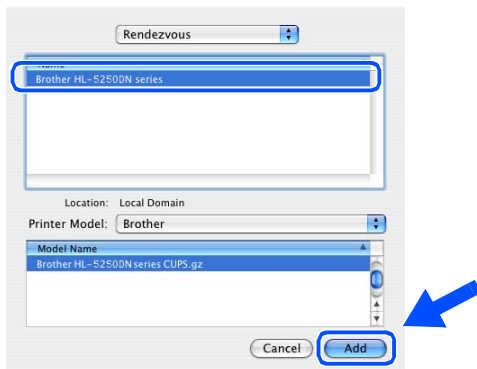 Rendezvous
Name
Brother HL-5250DN series
Location: Local Domain
Printer Model: Brother
Model Name
Brother HL-5250DN series CUPS.gz
Cancel Add